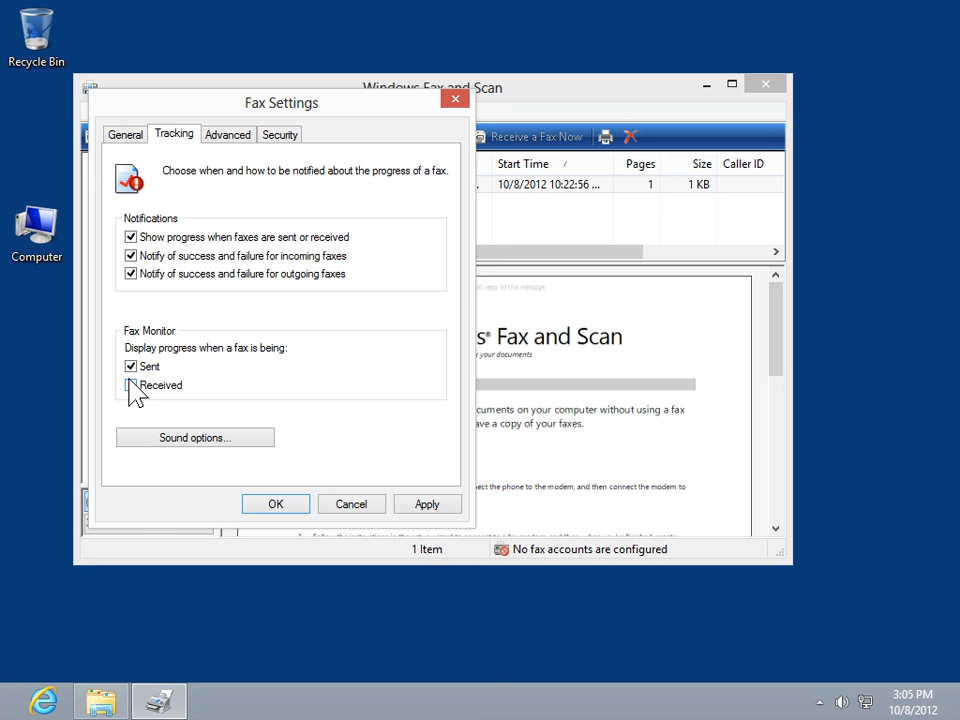 Recycle Bin
Computer
Windows Fax and Scan
Fax Settings
General
Tracking
Advanced
Security
Choose when and how to be notified about the progress of a fax.
Notifications
Show progress when faxes are sent or received
Notify of success and failure for incoming faxes
Notify of success and failure for outgoing faxes
Fax Monitor
Display progress when a fax is being:
Sent
Received
Sound options...
OK
Cancel
Apply
Receive a Fax Now
Start Time
Pages
Size
Caller ID
10/8/2012 10:22:56 ...
1
1 KB
not reply to this message.
Fax and Scan
your documents
on your computer without using a fax
ave a copy of your faxes.
the phone to the modem, and then connect the modem to
1 Item
No fax accounts are configured
3:05 PM
10/8/2012